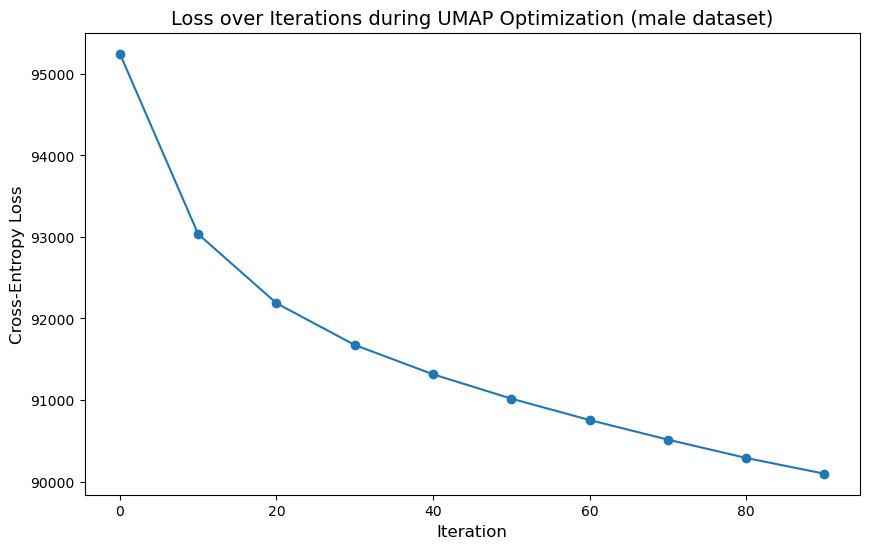 Loss over Iterations during UMAP Optimization (male dataset)
Cross-Entropy Loss
95000
94000
93000
92000
91000
90000
0 20 40 60 80
Iteration